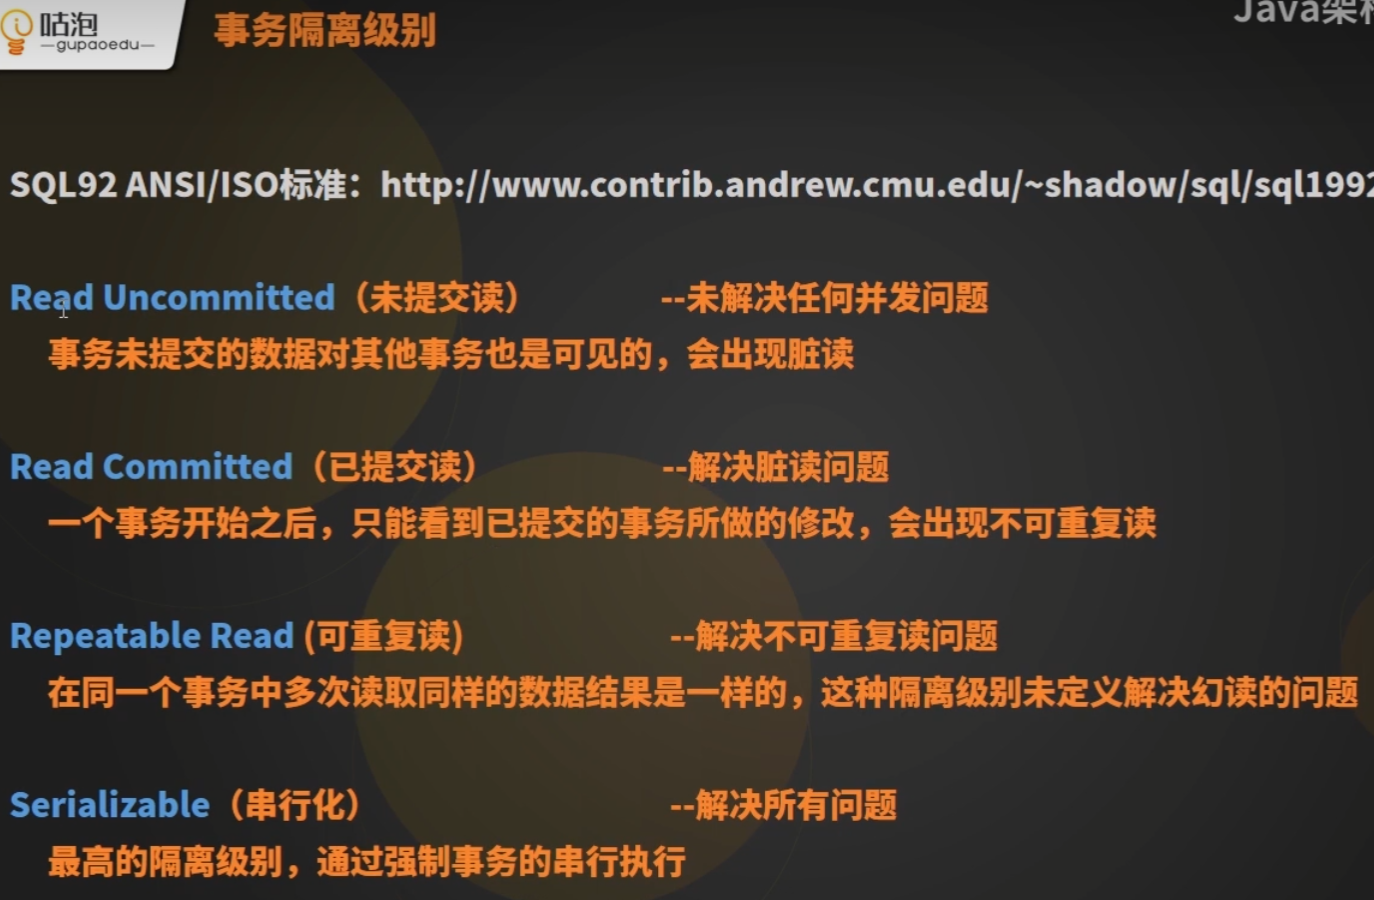 咕泡
—gupaoedu—
事务隔离级别
Java架
SQL92 ANSI/ISO标准：http://www.contrib.andrew.cmu.edu/~shadow/sql/sql199
Read Uncommitted（未提交读） --未解决任何并发问题
事务未提交的数据对其他事务也是可见的，会出现脏读
Read Committed（已提交读） --解决脏读问题
一个事务开始之后，只能看到已提交的事务所做的修改，会出现不可重复读
Repeatable Read (可重复读) --解决不可重复读问题
在同一个事务中多次读取同样的数据结果是一样的，这种隔离级别未定义解决幻读的问题
Serializable（串行化） --解决所有问题
最高的隔离级别，通过强制事务的串行执行